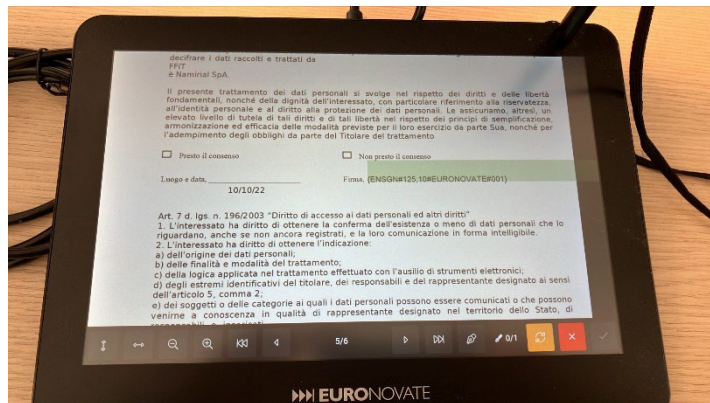 decifrare i dati raccolti e trattati da
FFIT
è Namirial SpA.
Il presente trattamento dei dati personali si svolge nel rispetto dei diritti e delle libertà
fondamentali, nonché della dignità dell'interessato, con particolare riferimento alla riservatezza,
all'identità personale e al diritto alla protezione dei dati personali. Le assicuriamo, altresì, un
elevato livello di tutela di tali diritti e di tali libertà nel rispetto dei principi di semplificazione,
armonizzazione ed efficacia delle modalità previste per il loro esercizio da parte Sua, nonché per
l'adempimento degli obblighi da parte del Titolare del trattamento
Presto il consenso Non presto il consenso
Luogo e data, Firma, {ENSGN#125,10#EURONOVATE#001}
10/10/22
Art. 7 d. lgs. n. 196/2003 "Diritto di accesso ai dati personali ed altri diritti"
1. L'interessato ha diritto di ottenere la conferma dell'esistenza o meno di dati personali che lo
riguardano, anche se non ancora registrati, e la loro comunicazione in forma intelligibile.
2. L'interessato ha diritto di ottenere l'indicazione:
a) dell'origine dei dati personali;
b) delle finalità e modalità del trattamento;
c) della logica applicata nel trattamento effettuato con l'ausilio di strumenti elettronici;
d) degli estremi identificativi del titolare, dei responsabili e del rappresentante designato ai sensi
dell'articolo 5, comma 2;
e) dei soggetti o delle categorie ai quali i dati personali possono essere comunicati o che possono
venirne a conoscenza in qualità di rappresentante designato nel territorio dello Stato, di
5/6 0/1
EURONOVATE